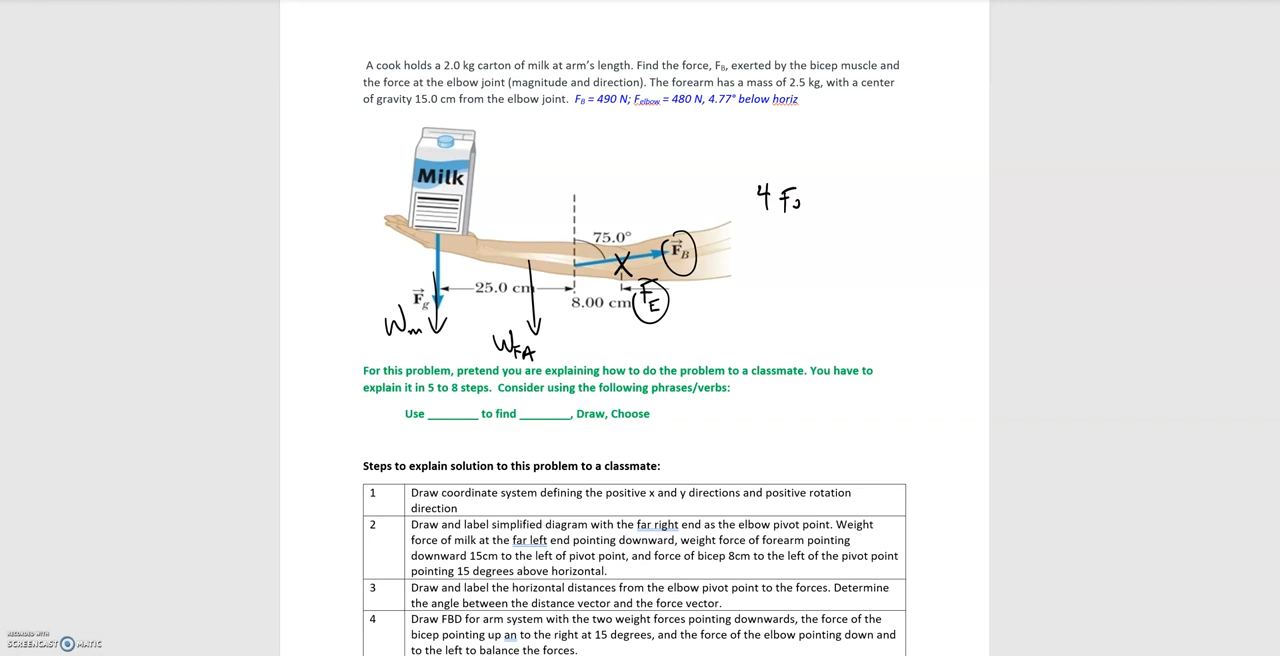 A cook holds a 2.0 kg carton of milk at arm's length. Find the force, FB, exerted by the bicep muscle and
the force at the elbow joint (magnitude and direction). The forearm has a mass of 2.5 kg, with a center
of gravity 15.0 cm from the elbow joint. FB = 490 N; Felbow = 480 N, 4.77° below horiz
Milk
4 F
75.0°
FB
25.0 cm
Fg
8.00 cm
FE
Wm
WFA
For this problem, pretend you are explaining how to do the problem to a classmate. You have to
explain it in 5 to 8 steps. Consider using the following phrases/verbs:
Use ________ to find ________, Draw, Choose
Steps to explain solution to this problem to a classmate:
1 Draw coordinate system defining the positive x and y directions and positive rotation
direction
2 Draw and label simplified diagram with the far right end as the elbow pivot point. Weight
force of milk at the far left end pointing downward, weight force of forearm pointing
downward 15cm to the left of pivot point, and force of bicep 8cm to the left of the pivot point
pointing 15 degrees above horizontal.
3 Draw and label the horizontal distances from the elbow pivot point to the forces. Determine
the angle between the distance vector and the force vector.
4 Draw FBD for arm system with the two weight forces pointing downwards, the force of the
bicep pointing up an to the right at 15 degrees, and the force of the elbow pointing down and
to the left to balance the forces.
RECORDED WITH
SCREENCAST MATIC